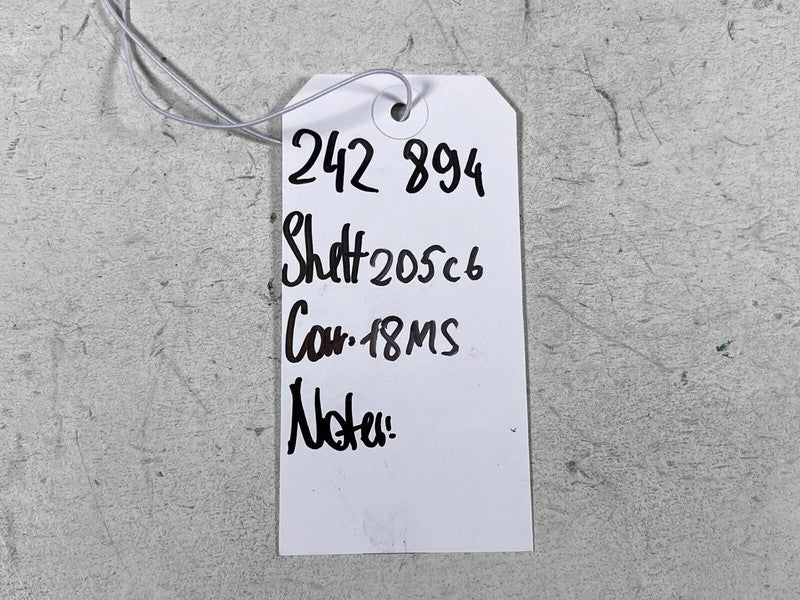 242 894
Shelf 205c6
Car: 18MS
Notes: